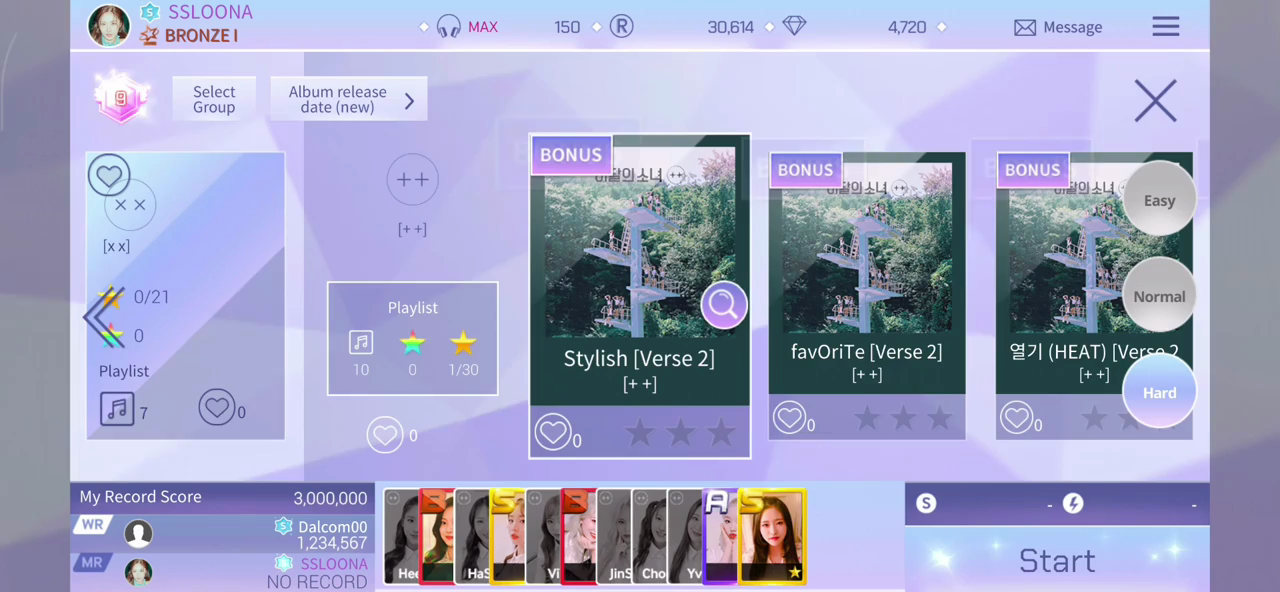 SSLOONA
BRONZE I
MAX
150
R
30,614
4,720
Message
9
Select
Group
Album release
date (new)
× ×
[x x]
0/21
0
Playlist
7
0
++
[+ +]
Playlist
10
0
1/30
0
BONUS
이달의 소녀
++
Stylish [Verse 2]
[+ +]
0
BONUS
이달의 소녀
++
favOriTe [Verse 2]
[+ +]
0
BONUS
이달의 소녀
열기 (HEAT) [Verse 2
[+ +]
0
Easy
Normal
Hard
My Record Score
3,000,000
WR
S
Dalcom00
1,234,567
MR
S
SSLOONA
NO RECORD
B
S
B
A
S
Hee
HaS
Vi
JinS
Cho
Yv
S
-
-
Start